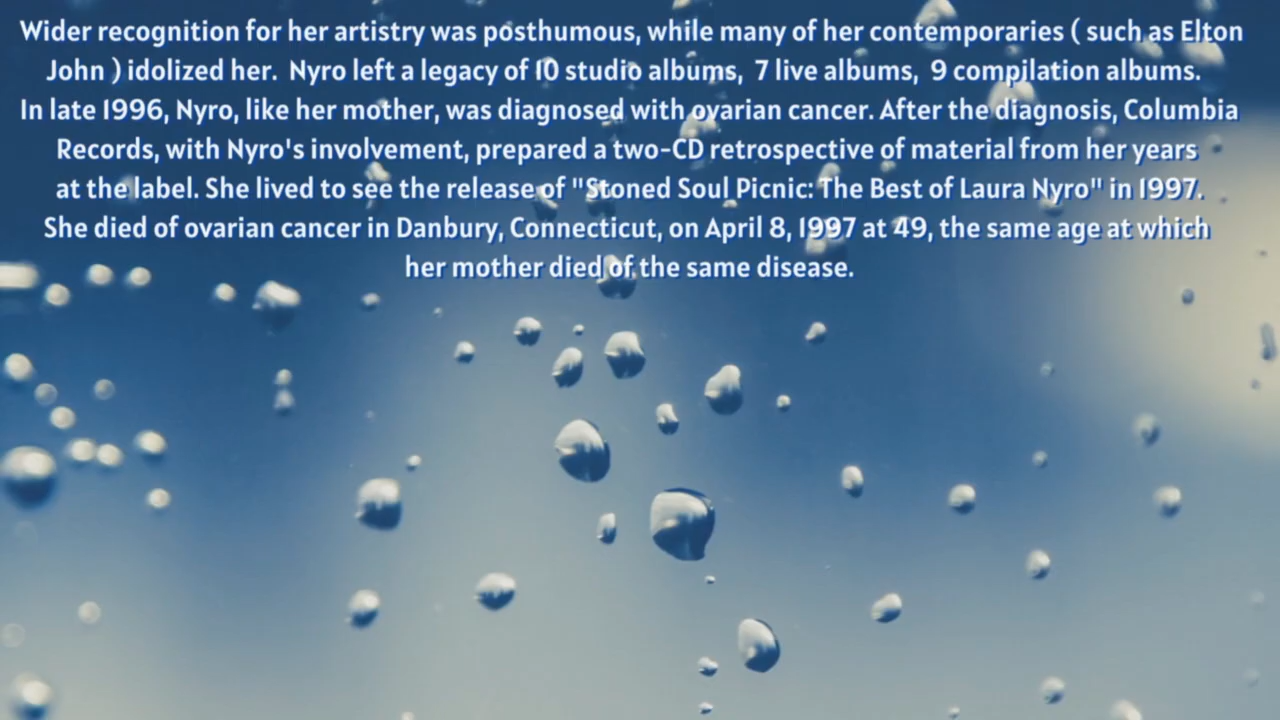 Wider recognition for her artistry was posthumous, while many of her contemporaries ( such as Elton
John ) idolized her.  Nyro left a legacy of 10 studio albums,  7 live albums,  9 compilation albums.
In late 1996, Nyro, like her mother, was diagnosed with ovarian cancer. After the diagnosis, Columbia
Records, with Nyro's involvement, prepared a two-CD retrospective of material from her years
at the label. She lived to see the release of "Stoned Soul Picnic: The Best of Laura Nyro" in 1997.
She died of ovarian cancer in Danbury, Connecticut, on April 8, 1997 at 49, the same age at which
her mother died of the same disease.